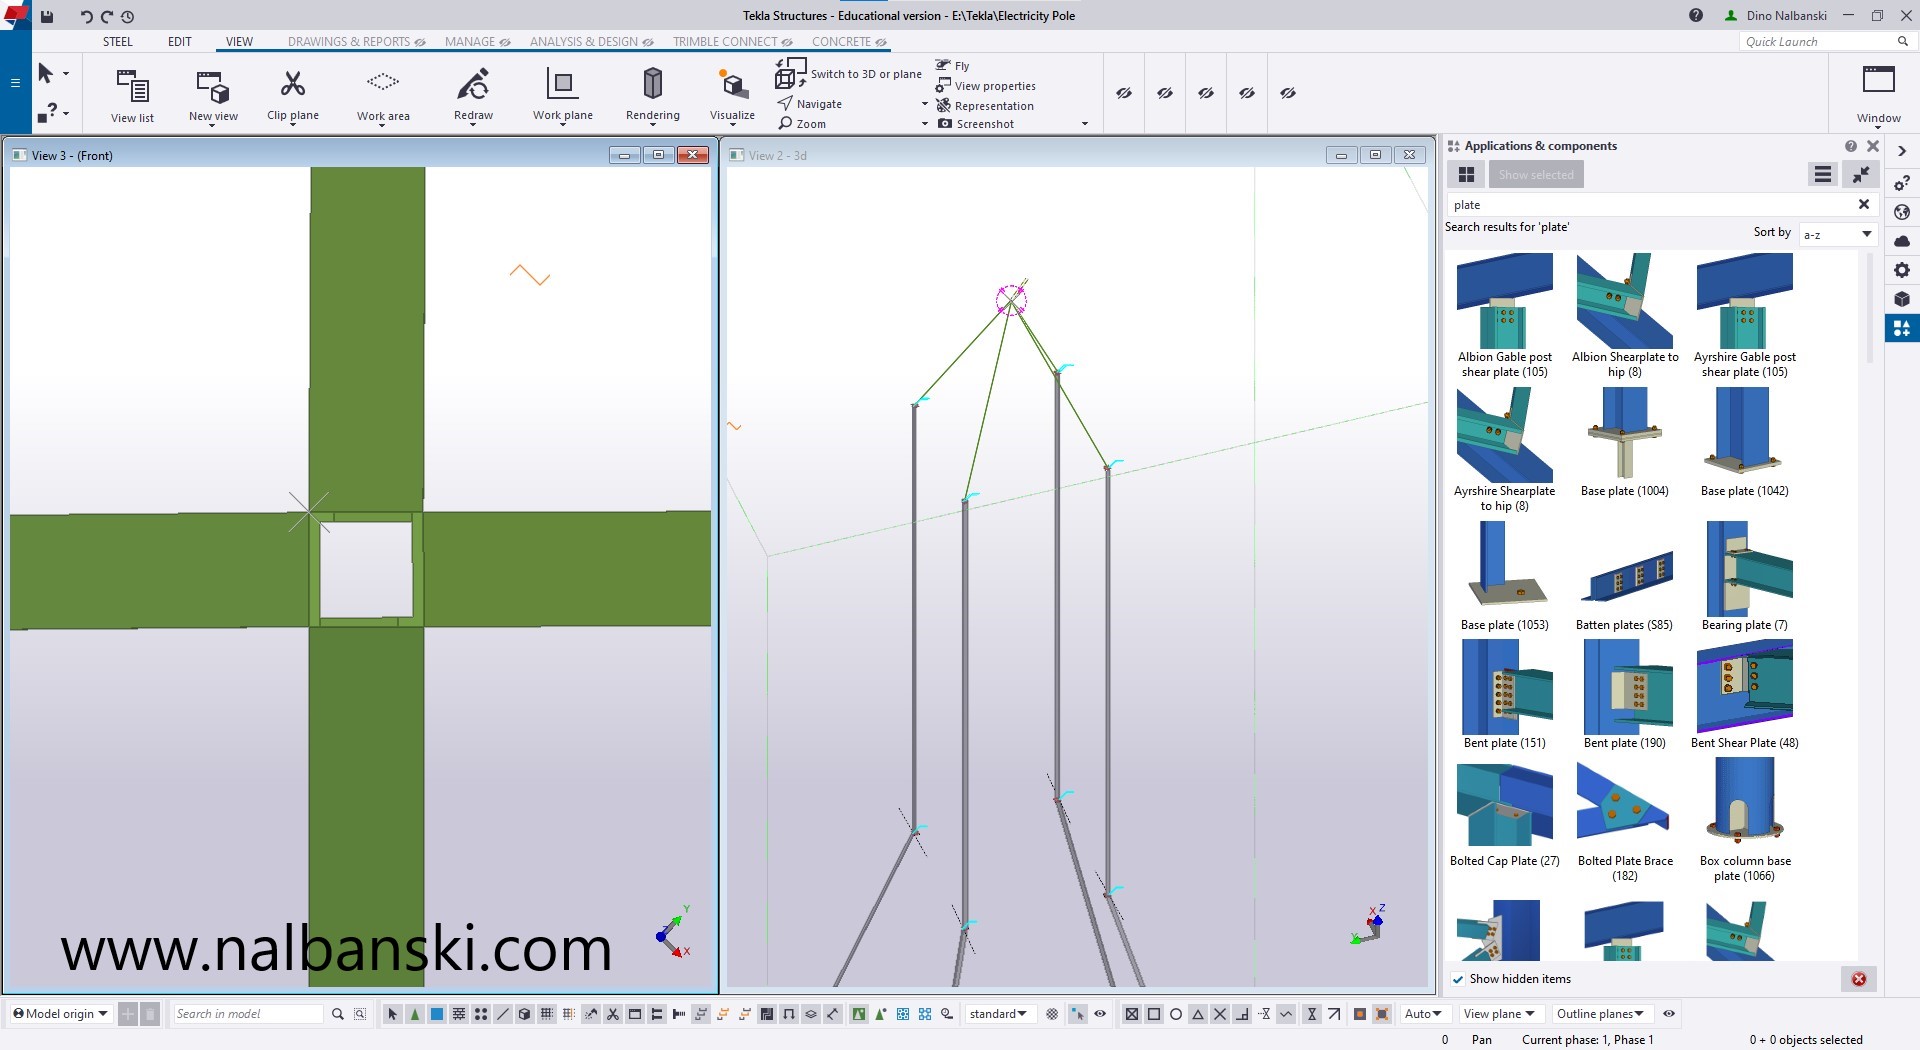 Tekla Structures - Educational version - E:\Tekla\Electricity Pole
Dino Nalbanski
STEEL
EDIT
VIEW
DRAWINGS & REPORTS
MANAGE
ANALYSIS & DESIGN
TRIMBLE CONNECT
CONCRETE
Quick Launch
View list
New view
Clip plane
Work area
Redraw
Work plane
Rendering
Visualize
Switch to 3D or plane
Navigate
Zoom
Fly
View properties
Representation
Screenshot
Window
View 3 - (Front)
View 2 - 3d
Applications & components
Show selected
plate
Search results for 'plate'
Sort by
a-z
Albion Gable post
shear plate (105)
Albion Shearplate to
hip (8)
Ayrshire Gable post
shear plate (105)
Ayrshire Shearplate
to hip (8)
Base plate (1004)
Base plate (1042)
Base plate (1053)
Batten plates (S85)
Bearing plate (7)
Bent plate (151)
Bent plate (190)
Bent Shear Plate (48)
Bolted Cap Plate (27)
Bolted Plate Brace
(182)
Box column base
plate (1066)
Show hidden items
Y
X
X
Z
Y
www.nalbanski.com
Model origin
Search in model
standard
Auto
View plane
Outline planes
0
Pan
Current phase: 1, Phase 1
0 + 0 objects selected